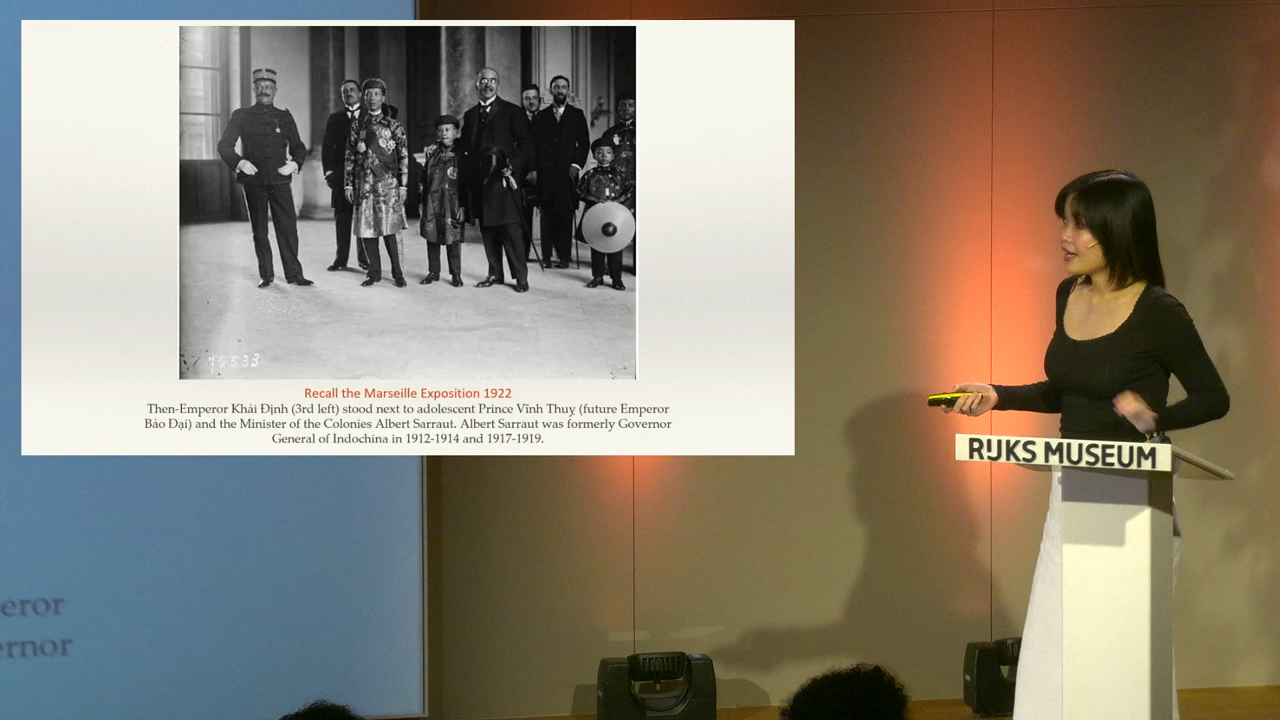 75533
Recall the Marseille Exposition 1922
Then-Emperor Khải Định (3rd left) stood next to adolescent Prince Vĩnh Thuỵ (future Emperor
Bảo Đại) and the Minister of the Colonies Albert Sarraut. Albert Sarraut was formerly Governor
General of Indochina in 1912-1914 and 1917-1919.
RIJKS MUSEUM
eror
ernor